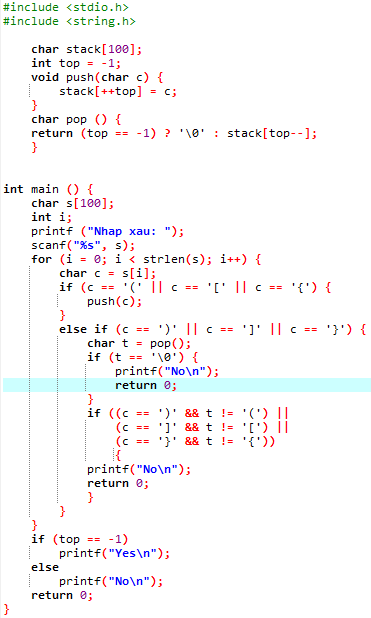 #include <stdio.h>
#include <string.h>

    char stack[100];
    int top = -1;
    void push(char c) {
        stack[++top] = c;
    }
    char pop () {
    return (top == -1) ? '\0' : stack[top--];
    }


int main () {
    char s[100];
    int i;
    printf ("Nhap xau: ");
    scanf("%s", s);
    for (i = 0; i < strlen(s); i++) {
        char c = s[i];
        if (c == '(' || c == '[' || c == '{') {
            push(c);
        }
        else if (c == ')' || c == ']' || c == '}') {
            char t = pop();
            if (t == '\0') {
                printf("No\n");
                return 0;
            }
            if ((c == ')' && t != '(') ||
                (c == ']' && t != '[') ||
                (c == '}' && t != '{'))
                {
            printf("No\n");
            return 0;
            }
        }
    }
    if (top == -1)
        printf("Yes\n");
    else
        printf("No\n");
    return 0;
}